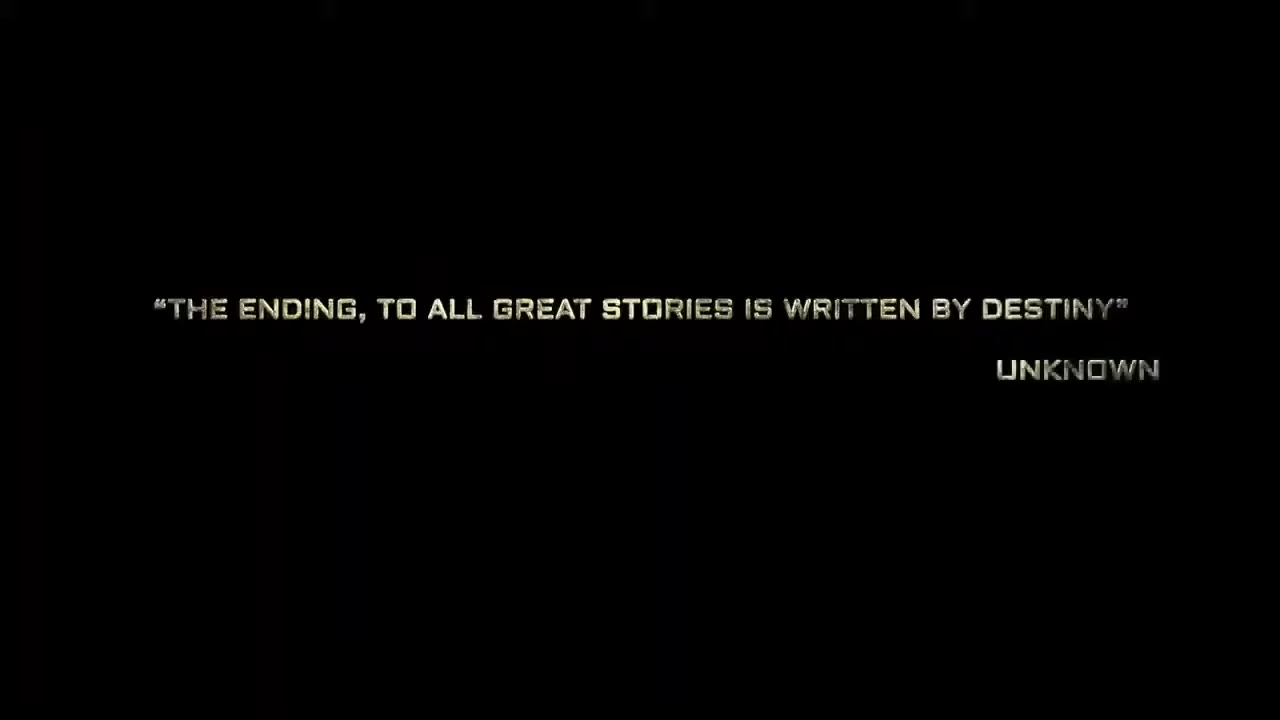 “THE ENDING, TO ALL GREAT STORIES IS WRITTEN BY DESTINY”
UNKNOWN